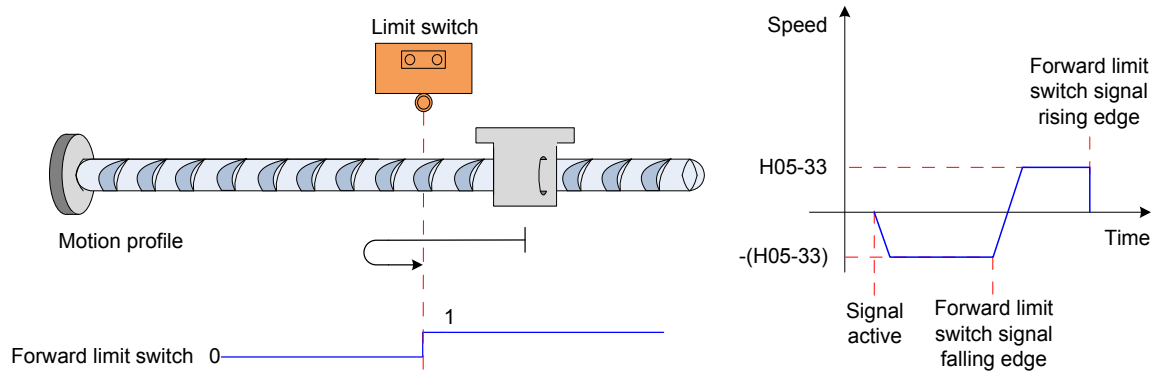 Limit switch
Motion profile
Forward limit switch
0
1
Speed
H05-33
-(H05-33)
Time
Signal
active
Forward limit
switch signal
falling edge
Forward limit
switch signal
rising edge